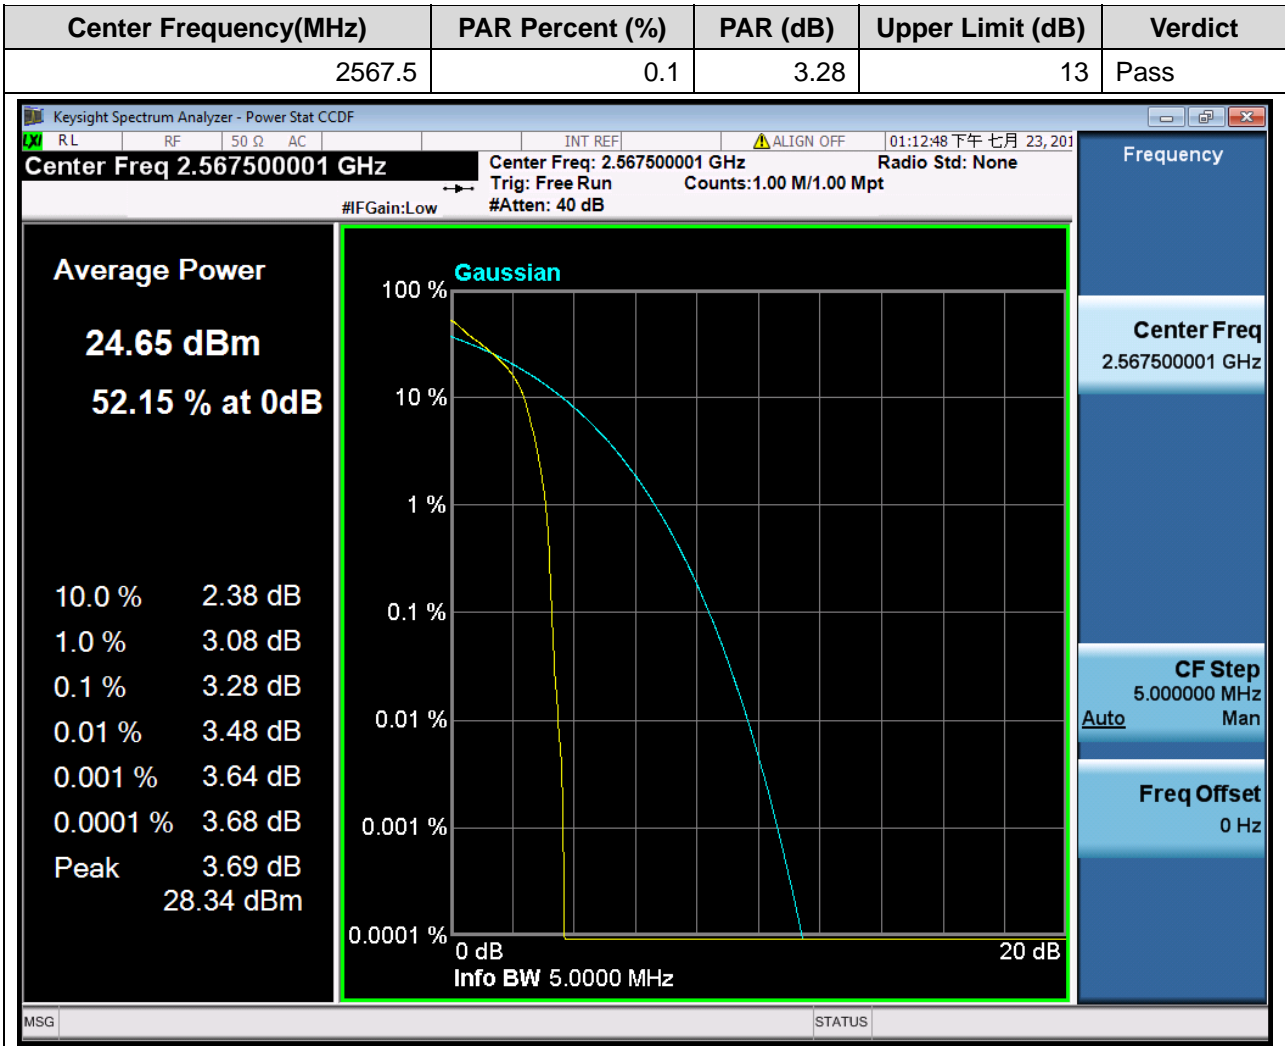 Center Frequency(MHz) PAR Percent (%) PAR (dB) Upper Limit (dB) Verdict
2567.5 0.1 3.28 13 Pass
Keysight Spectrum Analyzer - Power Stat CCDF
LXI RL RF 50 Ω AC INT REF ALIGN OFF 01:12:48 下午 七月 23, 201
Center Freq 2.567500001 GHz
Center Freq: 2.567500001 GHz Radio Std: None
Trig: Free Run Counts:1.00 M/1.00 Mpt
#IFGain:Low #Atten: 40 dB
Frequency
Average Power
24.65 dBm
52.15 % at 0dB
10.0 % 2.38 dB
1.0 % 3.08 dB
0.1 % 3.28 dB
0.01 % 3.48 dB
0.001 % 3.64 dB
0.0001 % 3.68 dB
Peak 3.69 dB
28.34 dBm
Gaussian
100 %
10 %
1 %
0.1 %
0.01 %
0.001 %
0.0001 %
0 dB 20 dB
Info BW 5.0000 MHz
Center Freq
2.567500001 GHz
CF Step
5.000000 MHz
Auto Man
Freq Offset
0 Hz
MSG STATUS